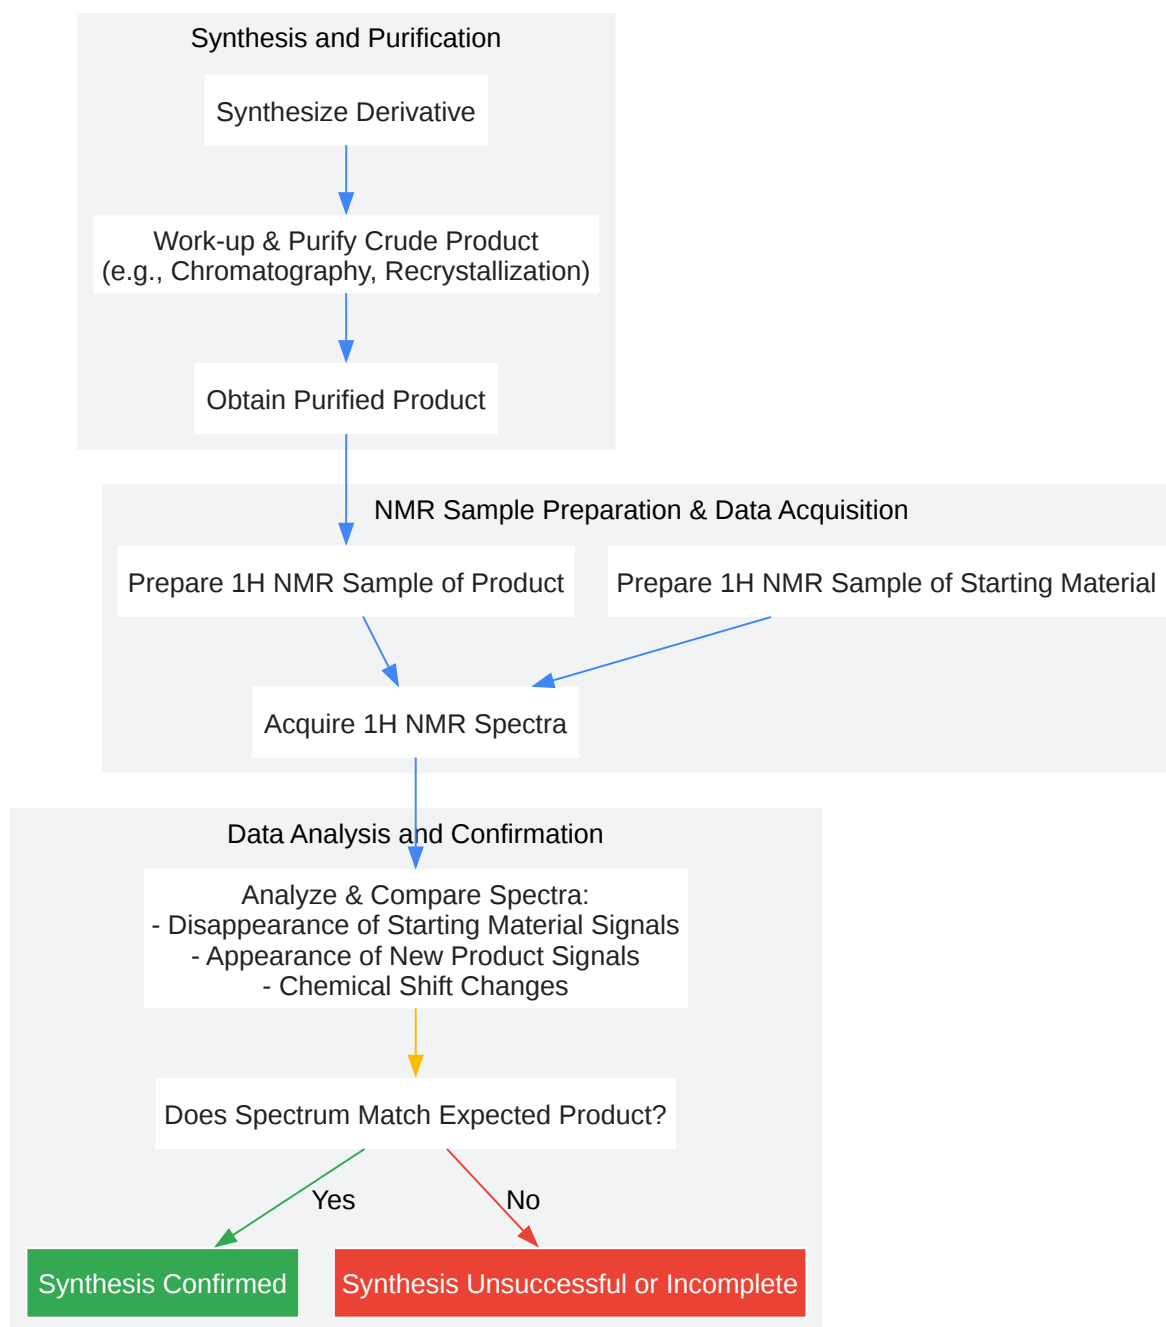 Synthesis and Purification
Synthesize Derivative
Work-up & Purify Crude Product
(e.g., Chromatography, Recrystallization)
Obtain Purified Product
NMR Sample Preparation & Data Acquisition
Prepare 1H NMR Sample of Product
Prepare 1H NMR Sample of Starting Material
Acquire 1H NMR Spectra
Data Analysis and Confirmation
Analyze & Compare Spectra:
- Disappearance of Starting Material Signals
- Appearance of New Product Signals
- Chemical Shift Changes
Does Spectrum Match Expected Product?
Yes
No
Synthesis Confirmed
Synthesis Unsuccessful or Incomplete